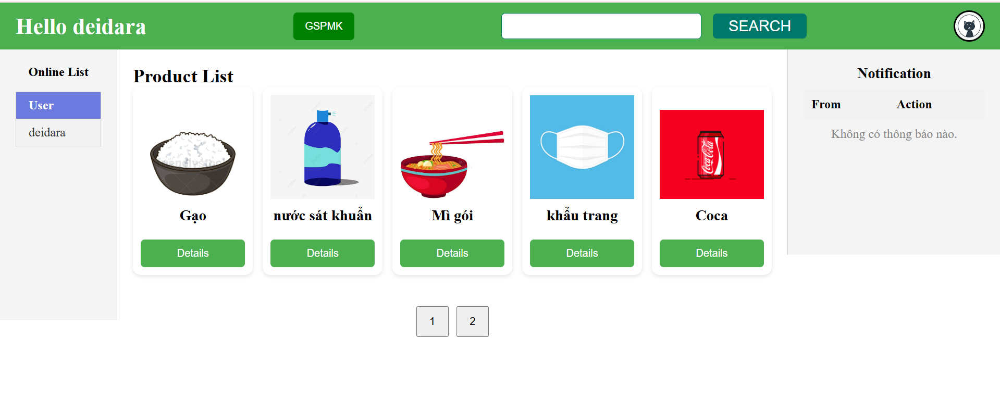 Hello deidara
GSPMK
SEARCH
Online List
User
deidara
Product List
Gạo
Details
nước sát khuẩn
Details
Mì gói
Details
khẩu trang
Details
Coca-Cola
Coca
Details
1
2
Notification
From Action
Không có thông báo nào.